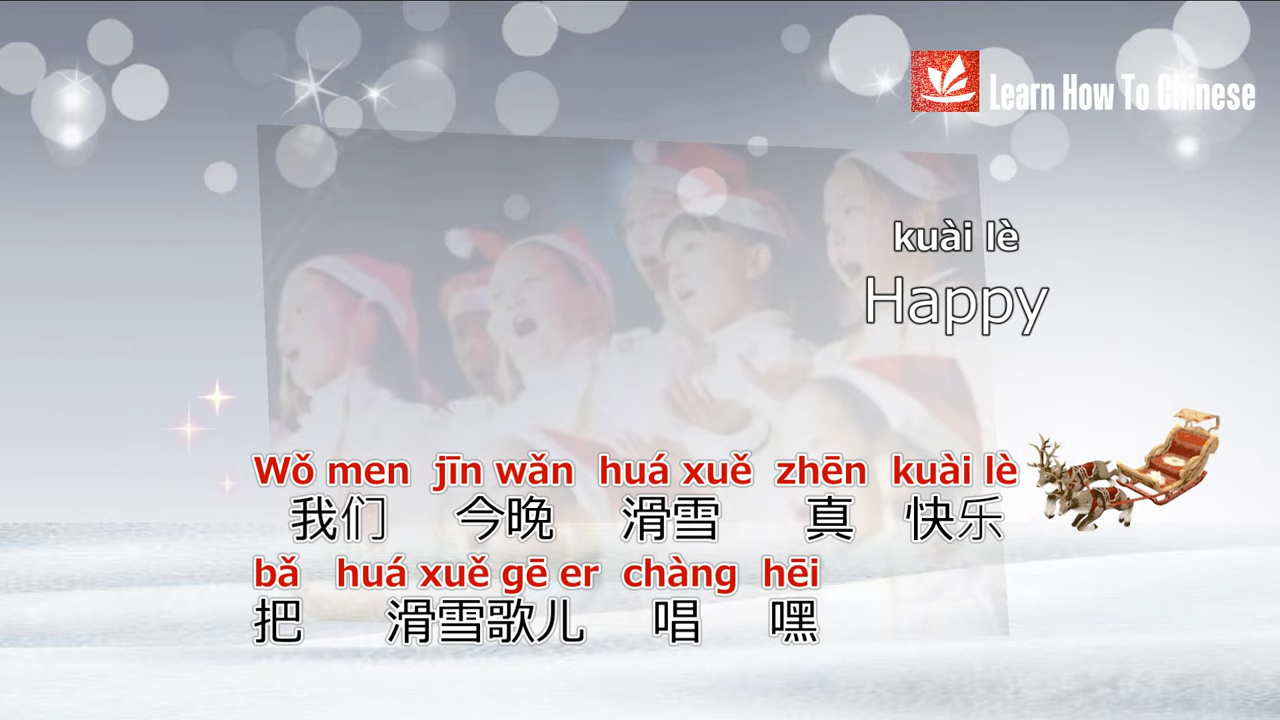 Learn How To Chinese
kuài lè
Happy
Wǒ men jīn wǎn huá xuě zhēn kuài lè
我们 今晚 滑雪 真 快乐
bǎ huá xuě gē er chàng hēi
把 滑雪歌儿 唱 嘿